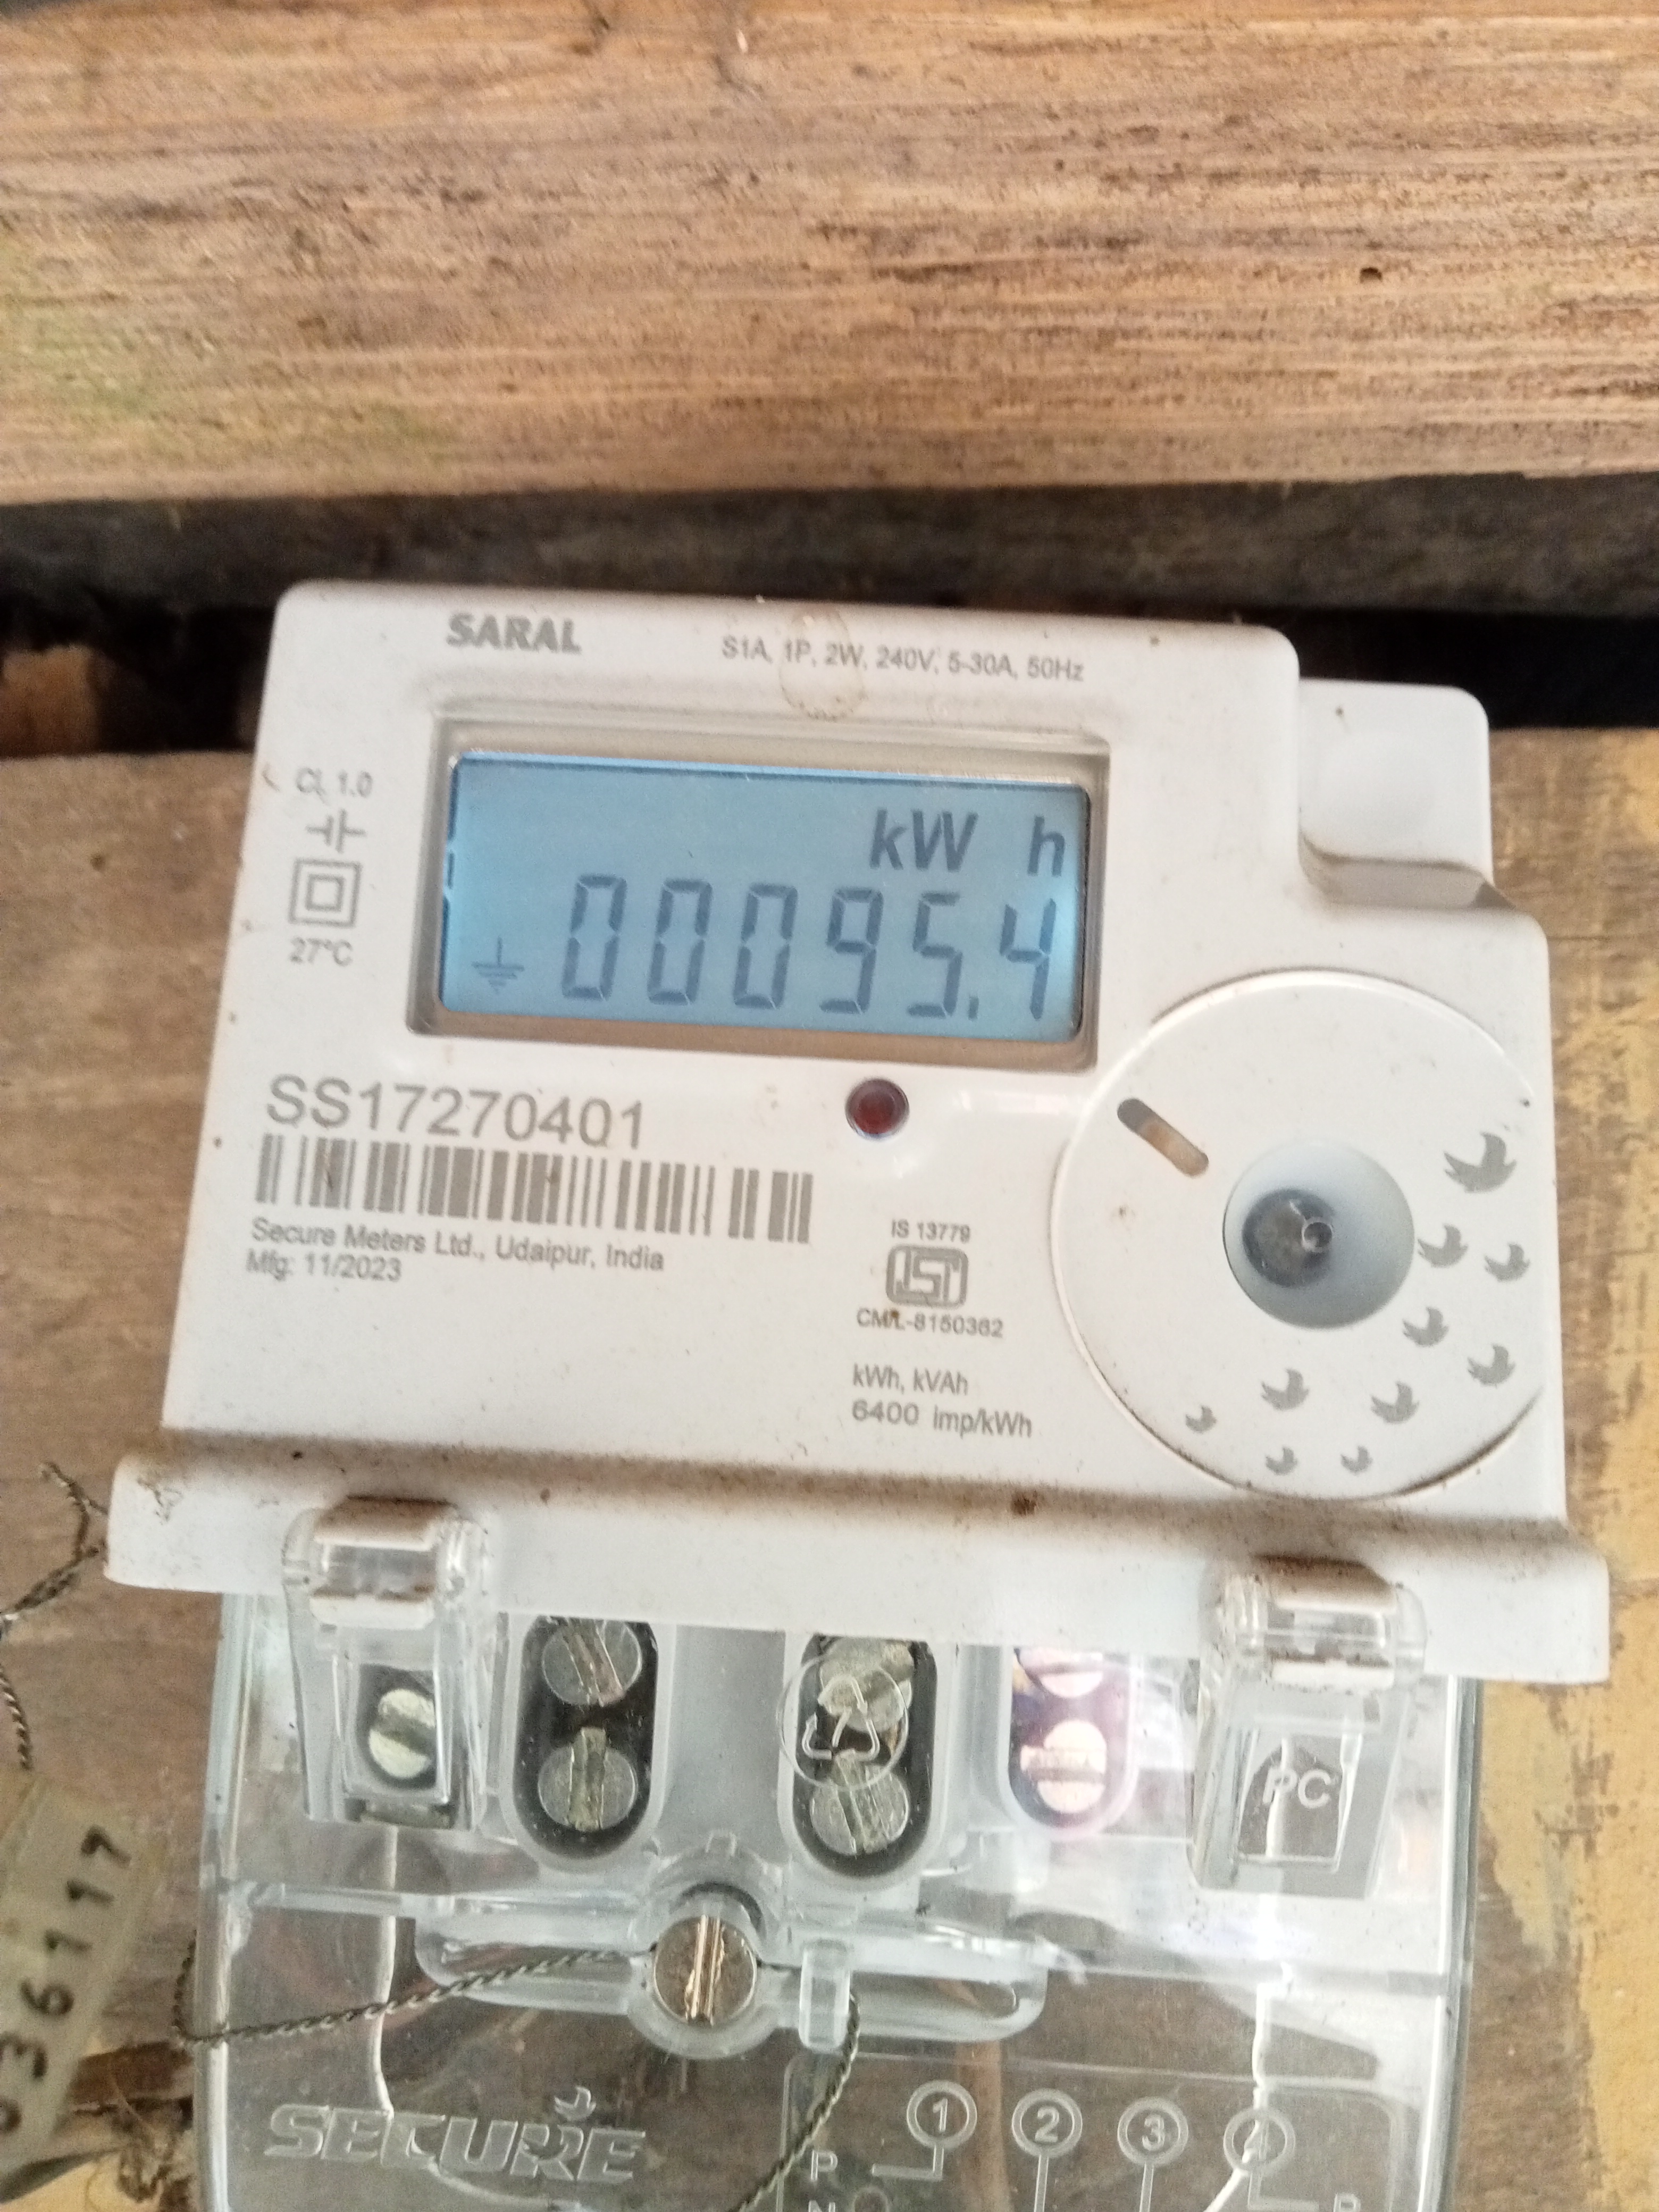 SARAL
S1A, 1P, 2W, 240V, 5-30A, 50Hz
Cl. 1.0
27°C
kW h
00095.4
SS17270401
Secure Meters Ltd., Udaipur, India
Mfg: 11/2023
IS 13779
ISI
CM/L-8150362
kWh, kVAh
6400 imp/kWh
PC
36117
SECURE
1 2 3 4
P
N